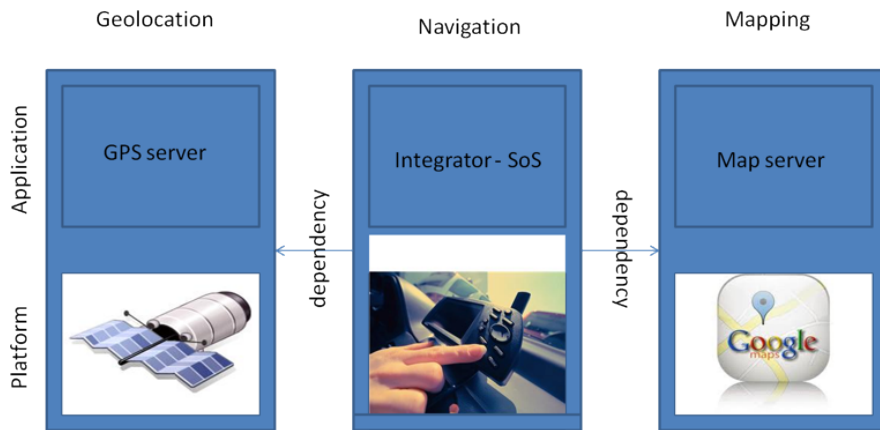 Geolocation
Navigation
Mapping
Application
GPS server
Integrator - SoS
Map server
dependency
dependency
Platform
Google
maps